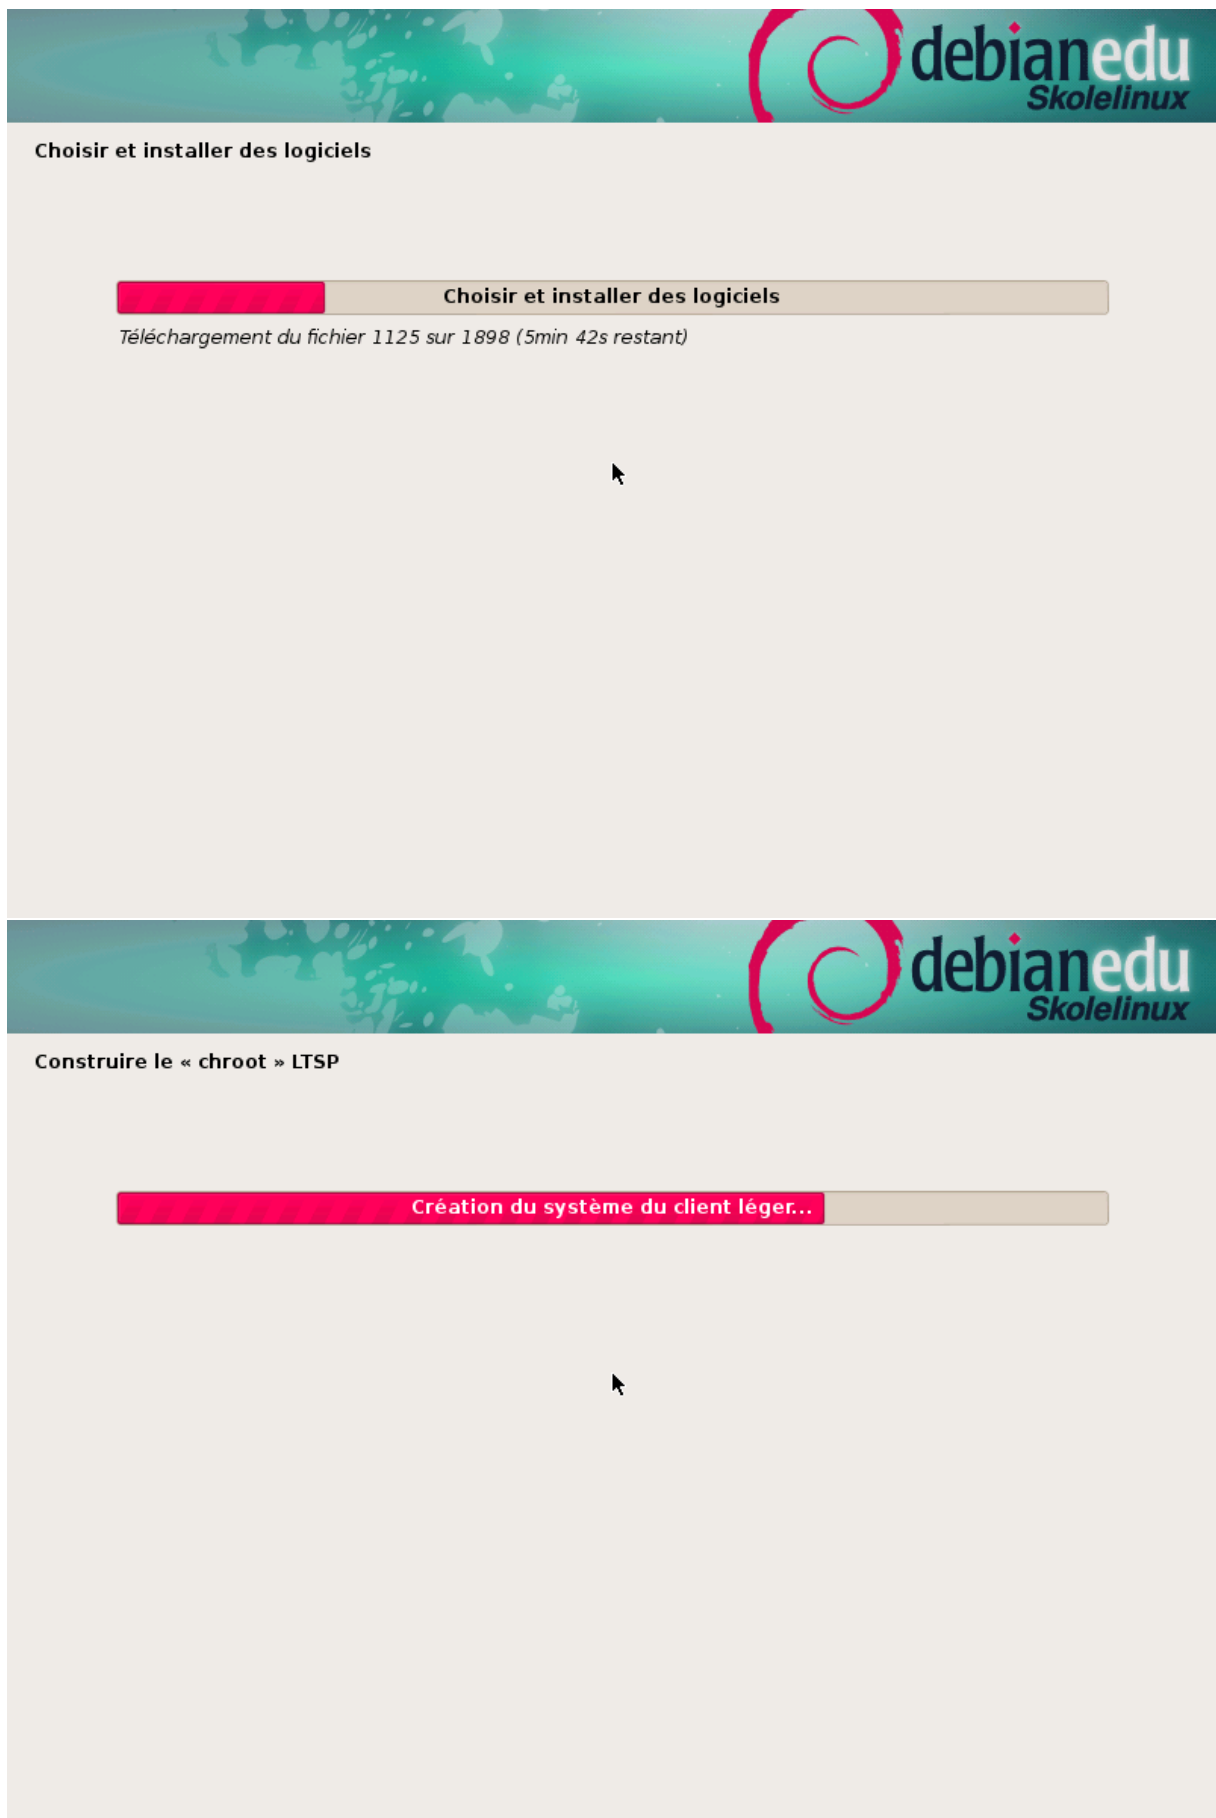 debianedu
Skolelinux
Choisir et installer des logiciels
Choisir et installer des logiciels
Téléchargement du fichier 1125 sur 1898 (5min 42s restant)
debianedu
Skolelinux
Construire le « chroot » LTSP
Création du système du client léger...